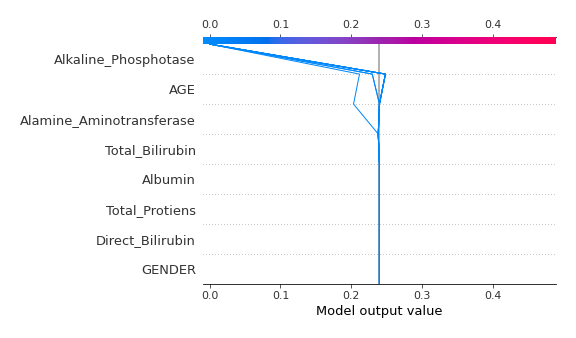 0.0 0.1 0.2 0.3 0.4
Alkaline_Phosphotase
AGE
Alamine_Aminotransferase
Total_Bilirubin
Albumin
Total_Protiens
Direct_Bilirubin
GENDER
0.0 0.1 0.2 0.3 0.4
Model output value